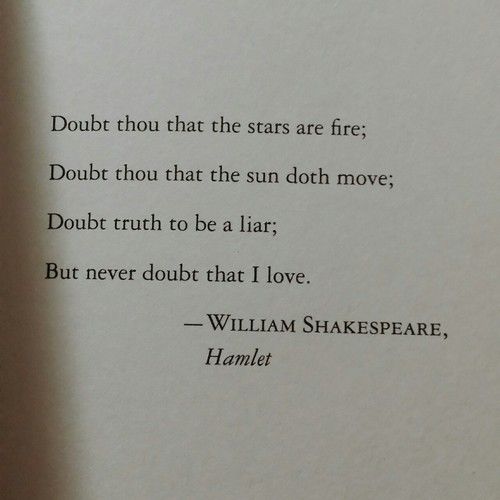 Doubt thou that the stars are fire;
Doubt thou that the sun doth move;
Doubt truth to be a liar;
But never doubt that I love.
—WILLIAM SHAKESPEARE,
Hamlet